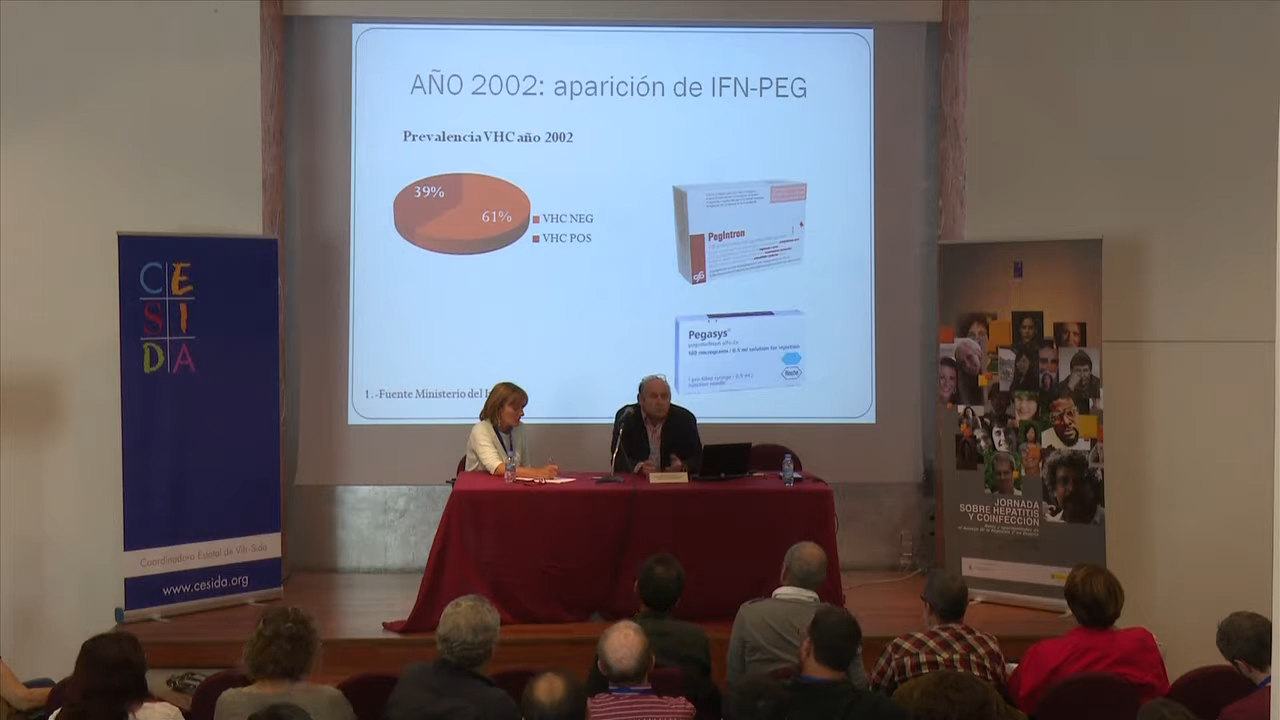 AÑO 2002: aparición de IFN-PEG
Prevalencia VHC año 2002
39%
61%
VHC NEG
VHC POS
PegIntron
Pegasys
1.-Fuente Ministerio del
CE
SI
DA
Coordinadora Estatal de Vih-Sida
www.cesida.org
JORNADA
SOBRE HEPATITIS
Y COINFECCIÓN